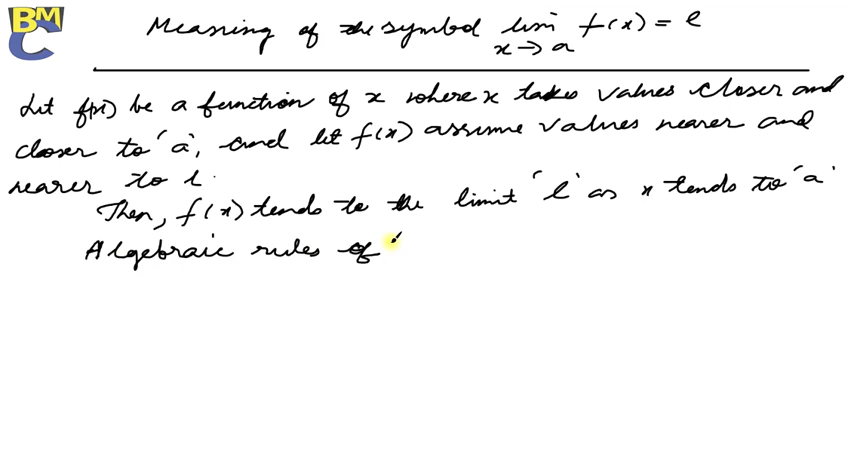 BMC
Meaning of the symbol lim x→a f(x) = l
Let f(x) be a function of x where x takes values closer and
closer to 'a', and let f(x) assume values nearer and
nearer to l.
Then, f(x) tends to the limit 'l' as x tends to 'a'
Algebraic rules of